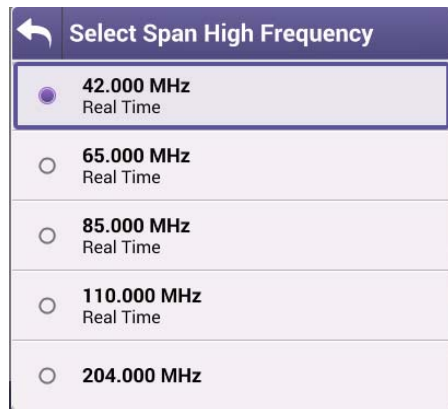 Select Span High Frequency
42.000 MHz
Real Time
65.000 MHz
Real Time
85.000 MHz
Real Time
110.000 MHz
Real Time
204.000 MHz